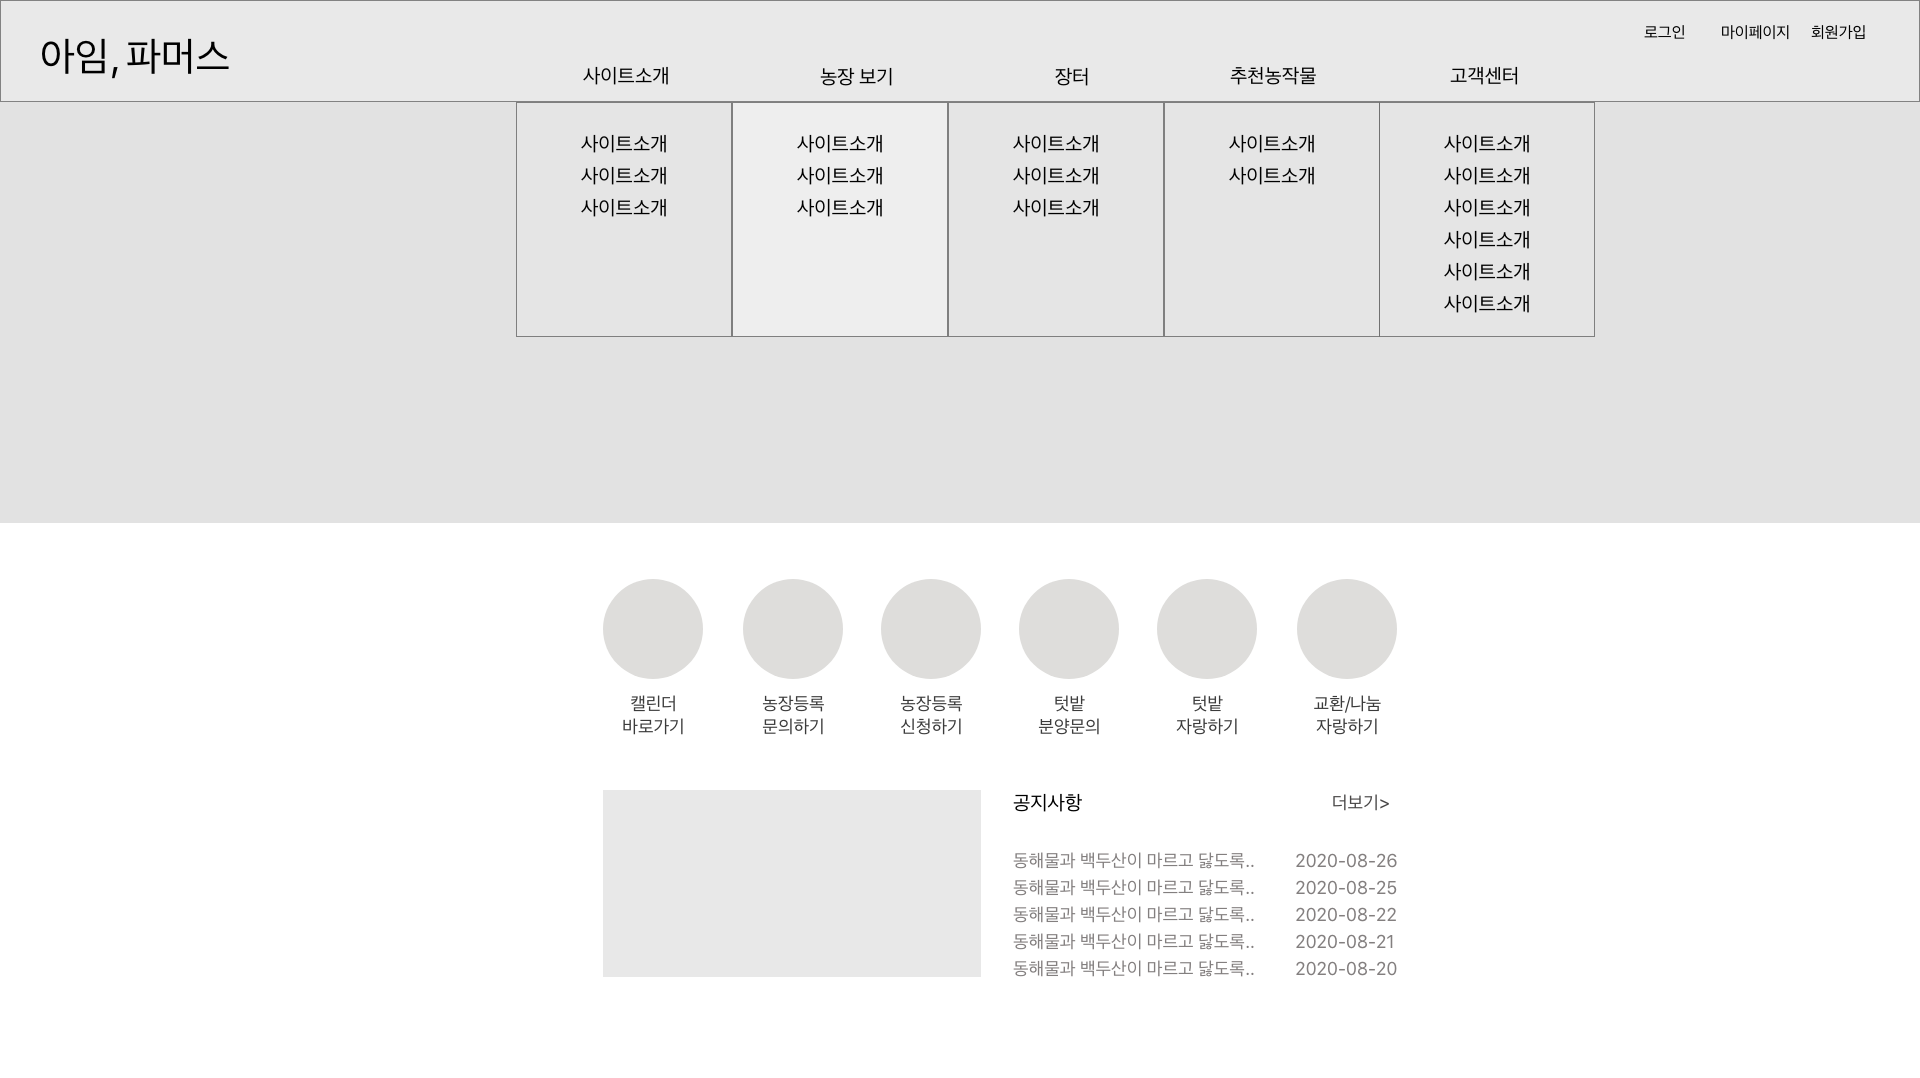 로그인 마이페이지 회원가입
아임, 파머스
사이트소개 농장 보기 장터 추천농작물 고객센터
사이트소개 사이트소개 사이트소개 사이트소개 사이트소개
사이트소개 사이트소개 사이트소개 사이트소개 사이트소개
사이트소개 사이트소개 사이트소개 사이트소개
사이트소개
사이트소개
사이트소개
캘린더 농장등록 농장등록 텃밭 텃밭 교환/나눔
바로가기 문의하기 신청하기 분양문의 자랑하기 자랑하기
공지사항 더보기>
동해물과 백두산이 마르고 닳도록.. 2020-08-26
동해물과 백두산이 마르고 닳도록.. 2020-08-25
동해물과 백두산이 마르고 닳도록.. 2020-08-22
동해물과 백두산이 마르고 닳도록.. 2020-08-21
동해물과 백두산이 마르고 닳도록.. 2020-08-20